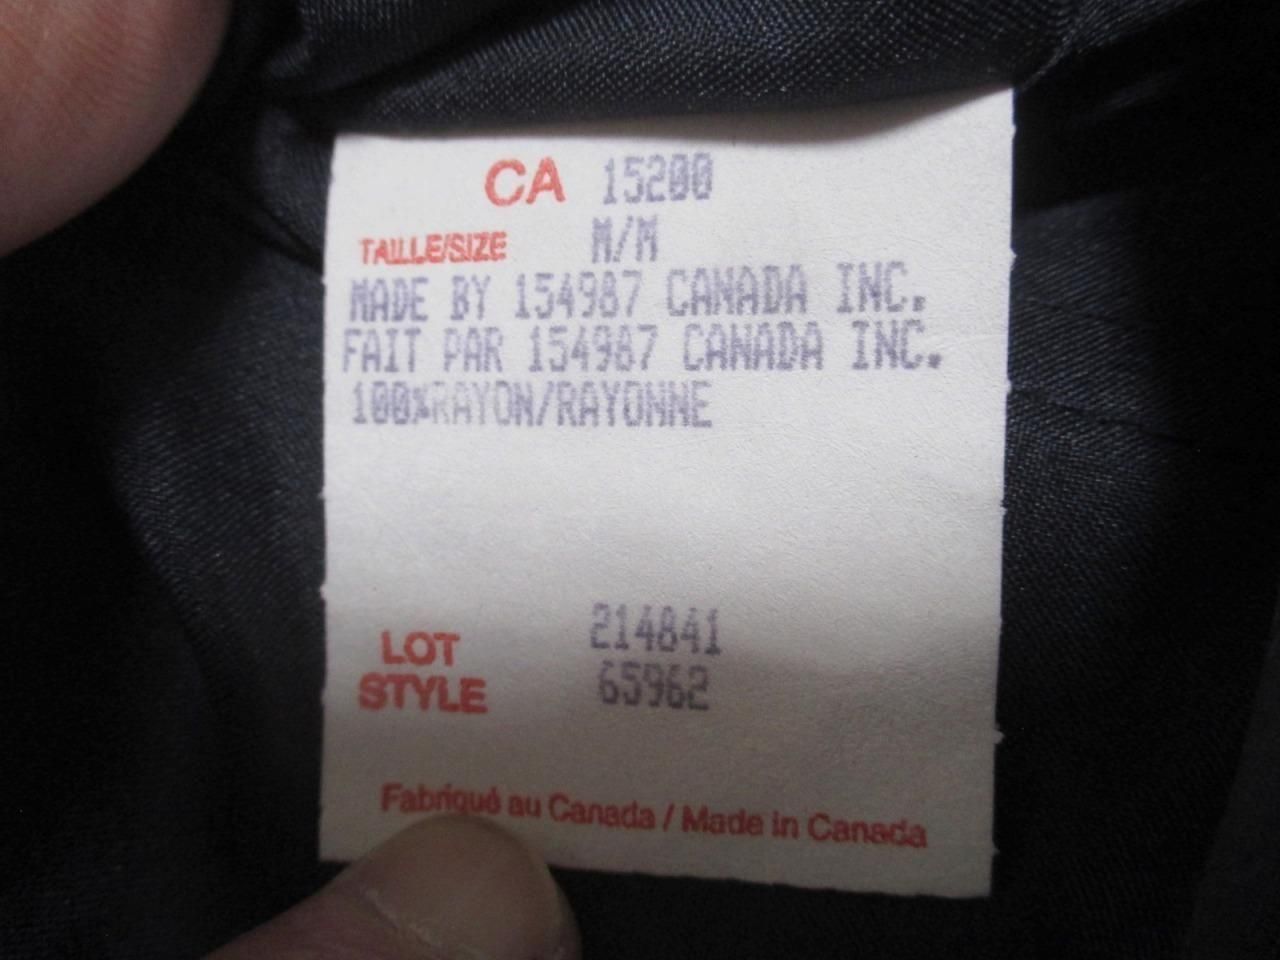 CA 15200
TAILLE/SIZE M/M
MADE BY 154987 CANADA INC.
FAIT PAR 154987 CANADA INC.
100%RAYON/RAYONNE
LOT 214841
STYLE 65962
Fabriqué au Canada / Made in Canada